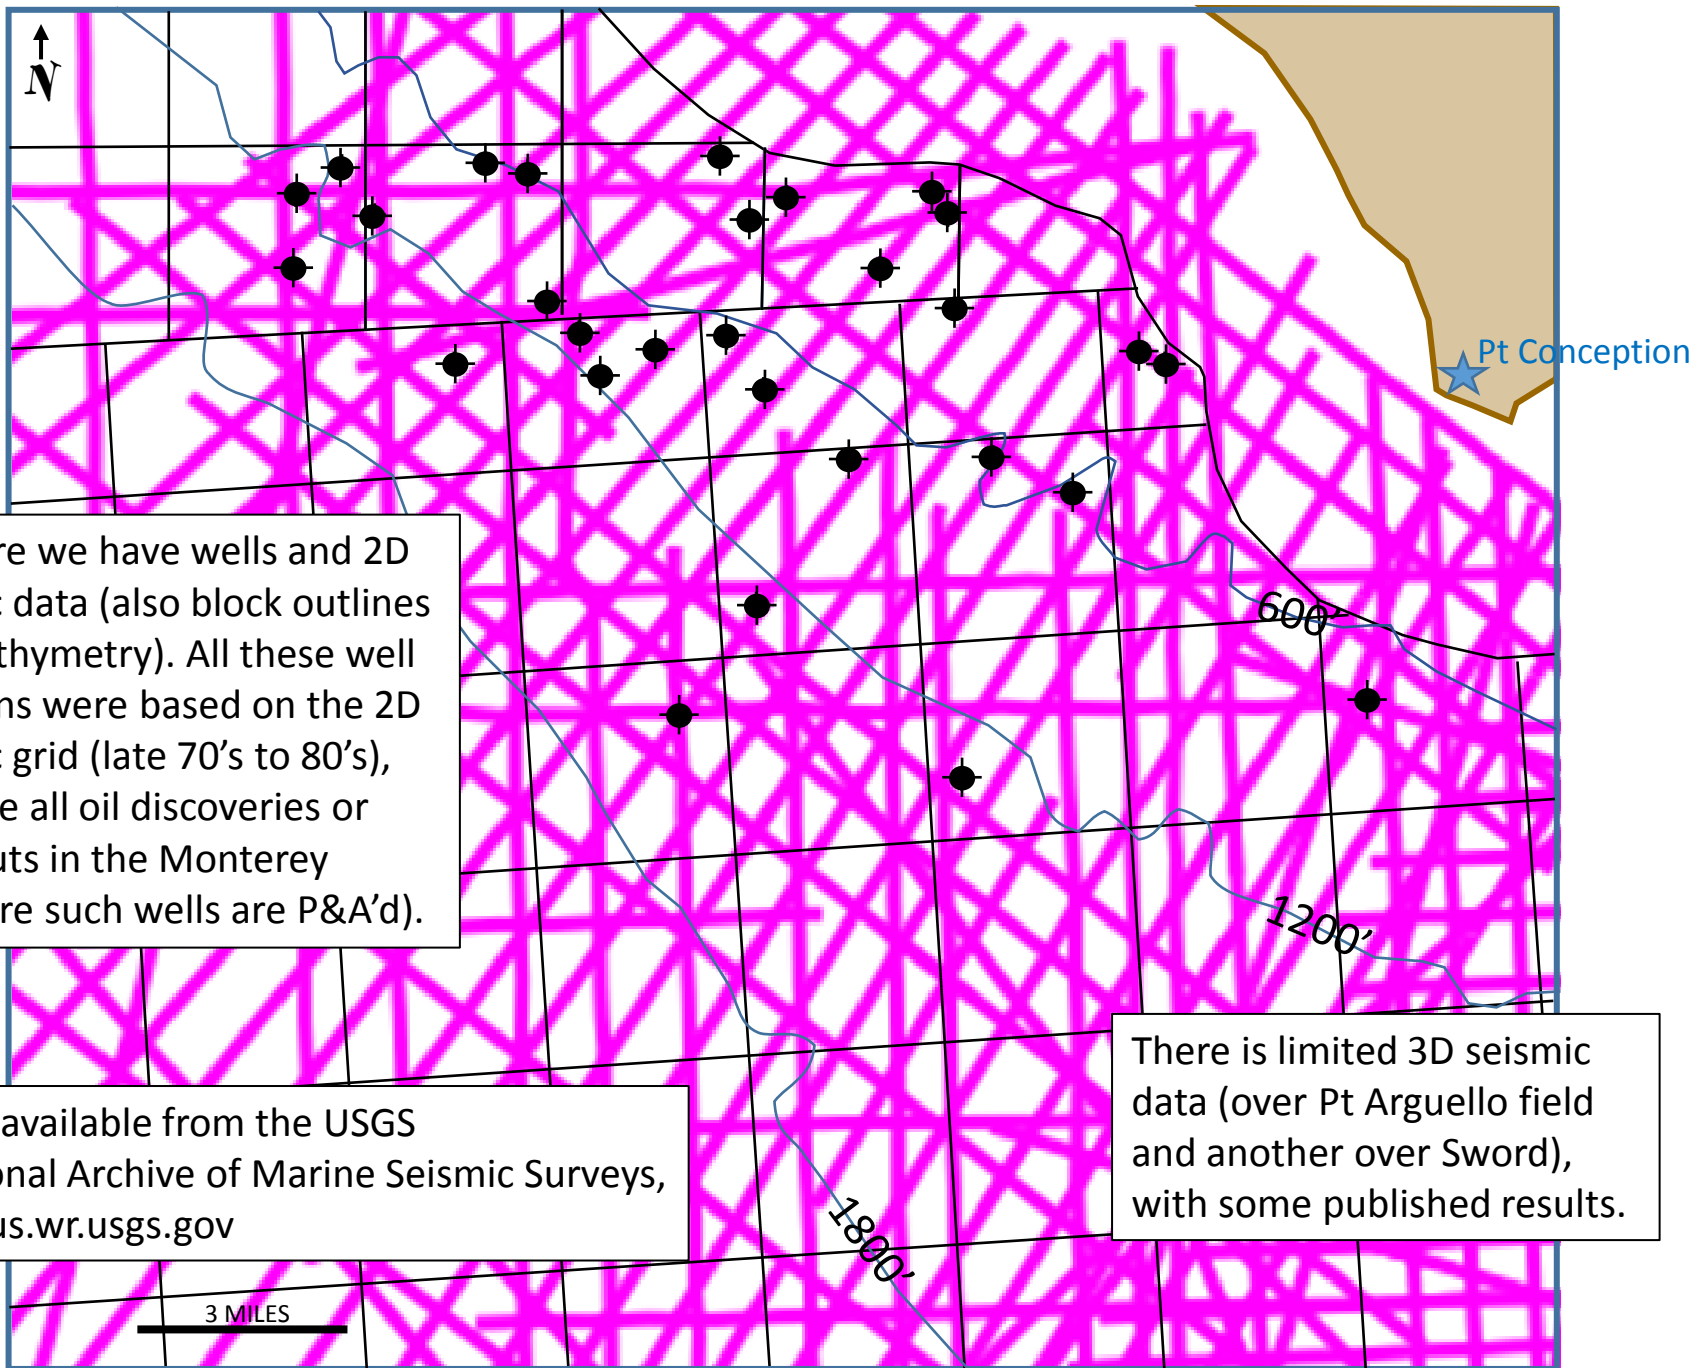 N
Pt Conception
re we have wells and 2D
c data (also block outlines
thymetry). All these well
ns were based on the 2D
c grid (late 70’s to 80’s),
e all oil discoveries or
uts in the Monterey
re such wells are P&A’d).
600’
1200’
There is limited 3D seismic
data (over Pt Arguello field
and another over Sword),
with some published results.
available from the USGS
onal Archive of Marine Seismic Surveys,
us.wr.usgs.gov
1800’
3 MILES